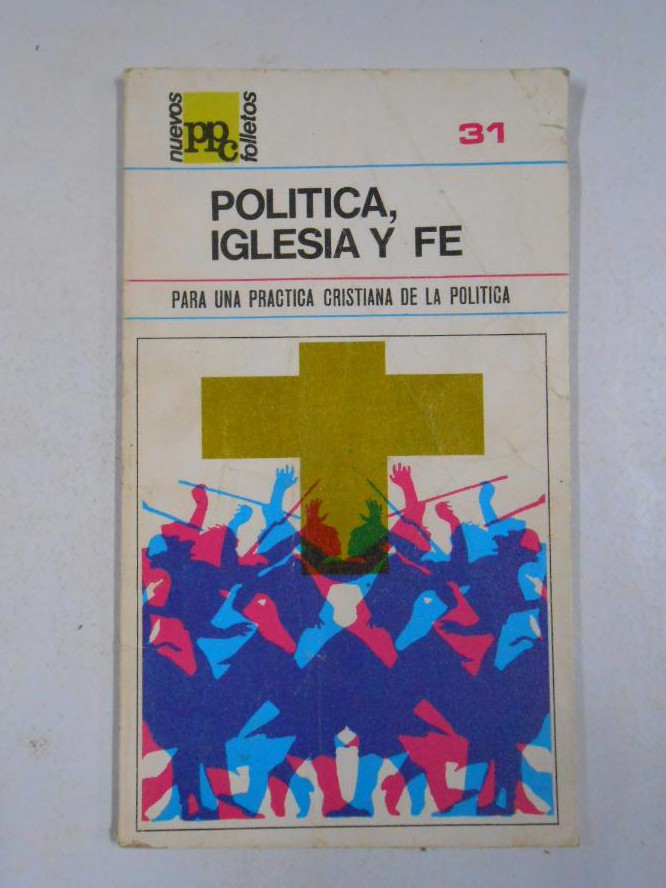 nuevos
ppc
folletos
31
POLITICA,
IGLESIA Y FE
PARA UNA PRACTICA CRISTIANA DE LA POLITICA